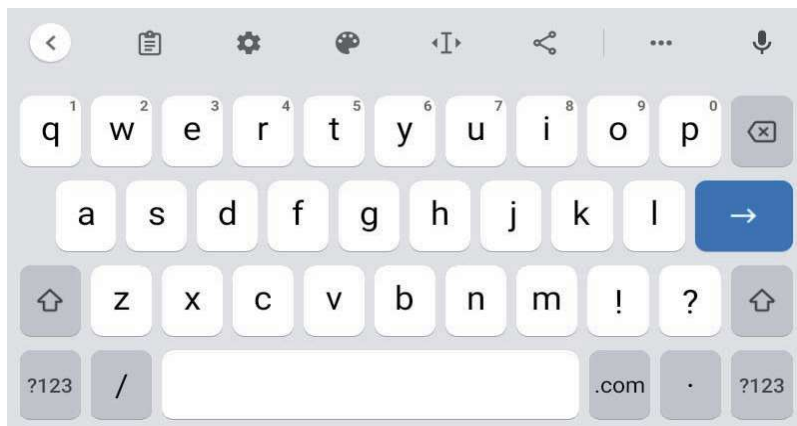 q 1 w 2 e 3 r 4 t 5 y 6 u 7 i 8 o 9 p 0
a s d f g h j k l
z x c v b n m ! ?
?123 / .com . ?123